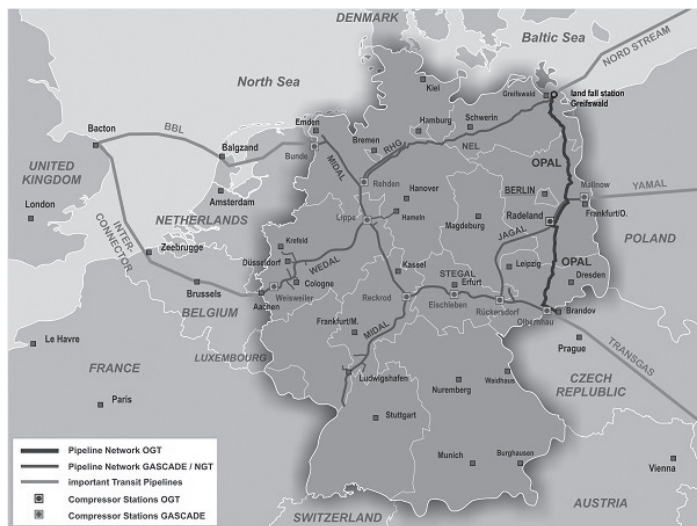 DENMARK
Baltic Sea
NORD STREAM
North Sea
Kiel
Greifswald
land fall station
Greifswald
Emden
Hamburg
Schwerin
Bacton
BBL
Balgzand
Bunde
Bremen
RHG
NEL
MIDAL
OPAL
UNITED
KINGDOM
Rehden
Hanover
BERLIN
Mallnow
YAMAL
Amsterdam
London
NETHERLANDS
Lippe
Hameln
Magdeburg
Radeland
Frankfurt/O.
INTER-
CONNECTOR
JAGAL
POLAND
Zeebrugge
Krefeld
Düsseldorf
WEDAL
Kassel
STEGAL
Leipzig
OPAL
Dresden
Brussels
Cologne
Weisweiler
Aachen
Reckrod
Erfurt
Eischleben
Rückersdorf
Olbernhau
Brandov
BELGIUM
Frankfurt/M.
MIDAL
Le Havre
LUXEMBOURG
Prague
TRANSGAS
FRANCE
Ludwigshafen
Nuremberg
Waidhaus
CZECH
REPLUBLIC
Paris
Stuttgart
Munich
Burghausen
Vienna
SWITZERLAND
AUSTRIA
Pipeline Network OGT
Pipeline Network GASCADE / NGT
important Transit Pipelines
Compressor Stations OGT
Compressor Stations GASCADE